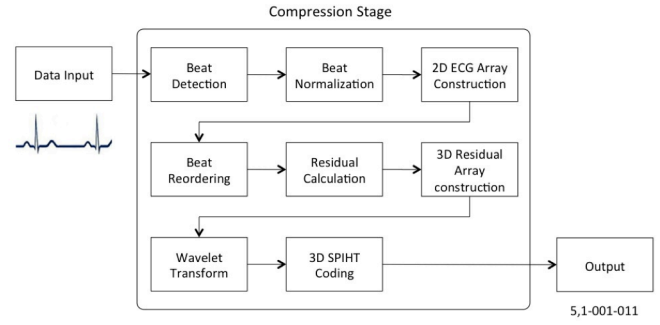 Compression Stage
Data Input
Beat
Detection
Beat
Normalization
2D ECG Array
Construction
Beat
Reordering
Residual
Calculation
3D Residual
Array
construction
Wavelet
Transform
3D SPIHT
Coding
Output
5,1-001-011